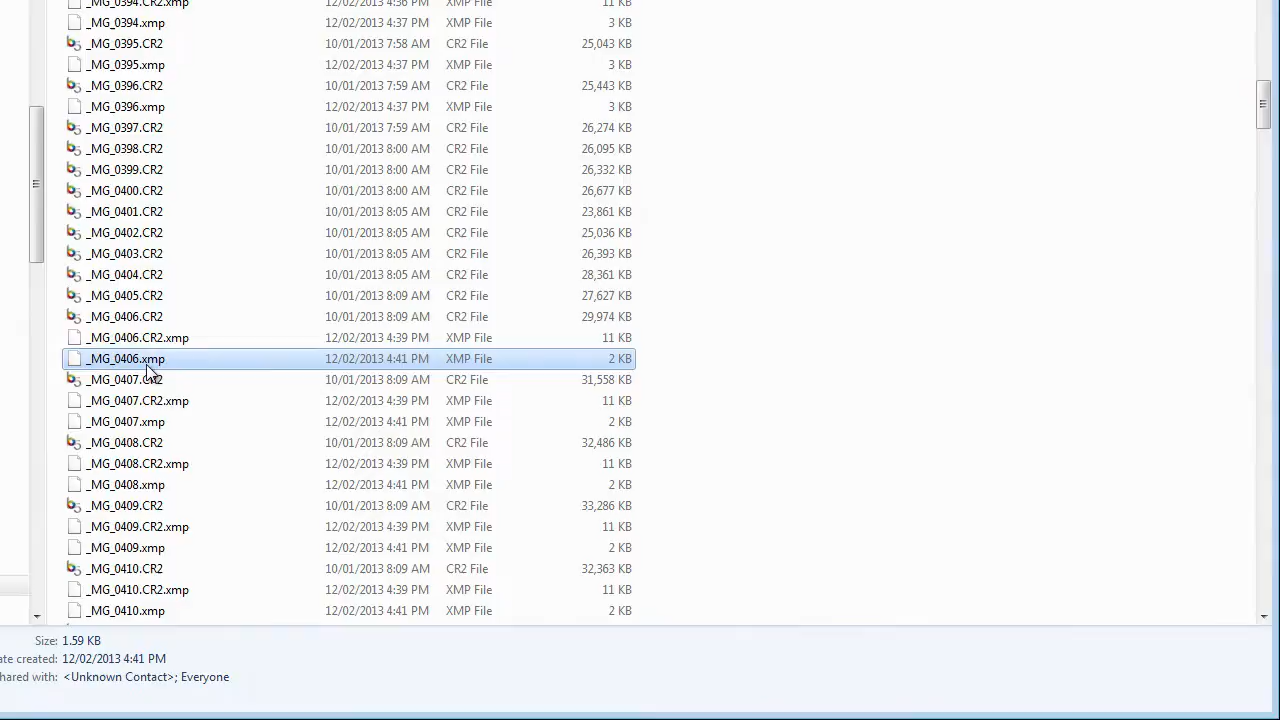 _MG_0394.CR2.xmp 12/02/2013 4:36 PM XMP File 11 KB
_MG_0394.xmp 12/02/2013 4:37 PM XMP File 3 KB
_MG_0395.CR2 10/01/2013 7:58 AM CR2 File 25,043 KB
_MG_0395.xmp 12/02/2013 4:37 PM XMP File 3 KB
_MG_0396.CR2 10/01/2013 7:59 AM CR2 File 25,443 KB
_MG_0396.xmp 12/02/2013 4:37 PM XMP File 3 KB
_MG_0397.CR2 10/01/2013 7:59 AM CR2 File 26,274 KB
_MG_0398.CR2 10/01/2013 8:00 AM CR2 File 26,095 KB
_MG_0399.CR2 10/01/2013 8:00 AM CR2 File 26,332 KB
_MG_0400.CR2 10/01/2013 8:00 AM CR2 File 26,677 KB
_MG_0401.CR2 10/01/2013 8:05 AM CR2 File 23,861 KB
_MG_0402.CR2 10/01/2013 8:05 AM CR2 File 25,036 KB
_MG_0403.CR2 10/01/2013 8:05 AM CR2 File 26,393 KB
_MG_0404.CR2 10/01/2013 8:05 AM CR2 File 28,361 KB
_MG_0405.CR2 10/01/2013 8:09 AM CR2 File 27,627 KB
_MG_0406.CR2 10/01/2013 8:09 AM CR2 File 29,974 KB
_MG_0406.CR2.xmp 12/02/2013 4:39 PM XMP File 11 KB
_MG_0406.xmp 12/02/2013 4:41 PM XMP File 2 KB
_MG_0407.CR2 10/01/2013 8:09 AM CR2 File 31,558 KB
_MG_0407.CR2.xmp 12/02/2013 4:39 PM XMP File 11 KB
_MG_0407.xmp 12/02/2013 4:41 PM XMP File 2 KB
_MG_0408.CR2 10/01/2013 8:09 AM CR2 File 32,486 KB
_MG_0408.CR2.xmp 12/02/2013 4:39 PM XMP File 11 KB
_MG_0408.xmp 12/02/2013 4:41 PM XMP File 2 KB
_MG_0409.CR2 10/01/2013 8:09 AM CR2 File 33,286 KB
_MG_0409.CR2.xmp 12/02/2013 4:39 PM XMP File 11 KB
_MG_0409.xmp 12/02/2013 4:41 PM XMP File 2 KB
_MG_0410.CR2 10/01/2013 8:09 AM CR2 File 32,363 KB
_MG_0410.CR2.xmp 12/02/2013 4:39 PM XMP File 11 KB
_MG_0410.xmp 12/02/2013 4:41 PM XMP File 2 KB
Size: 1.59 KB
ate created: 12/02/2013 4:41 PM
hared with: <Unknown Contact>; Everyone